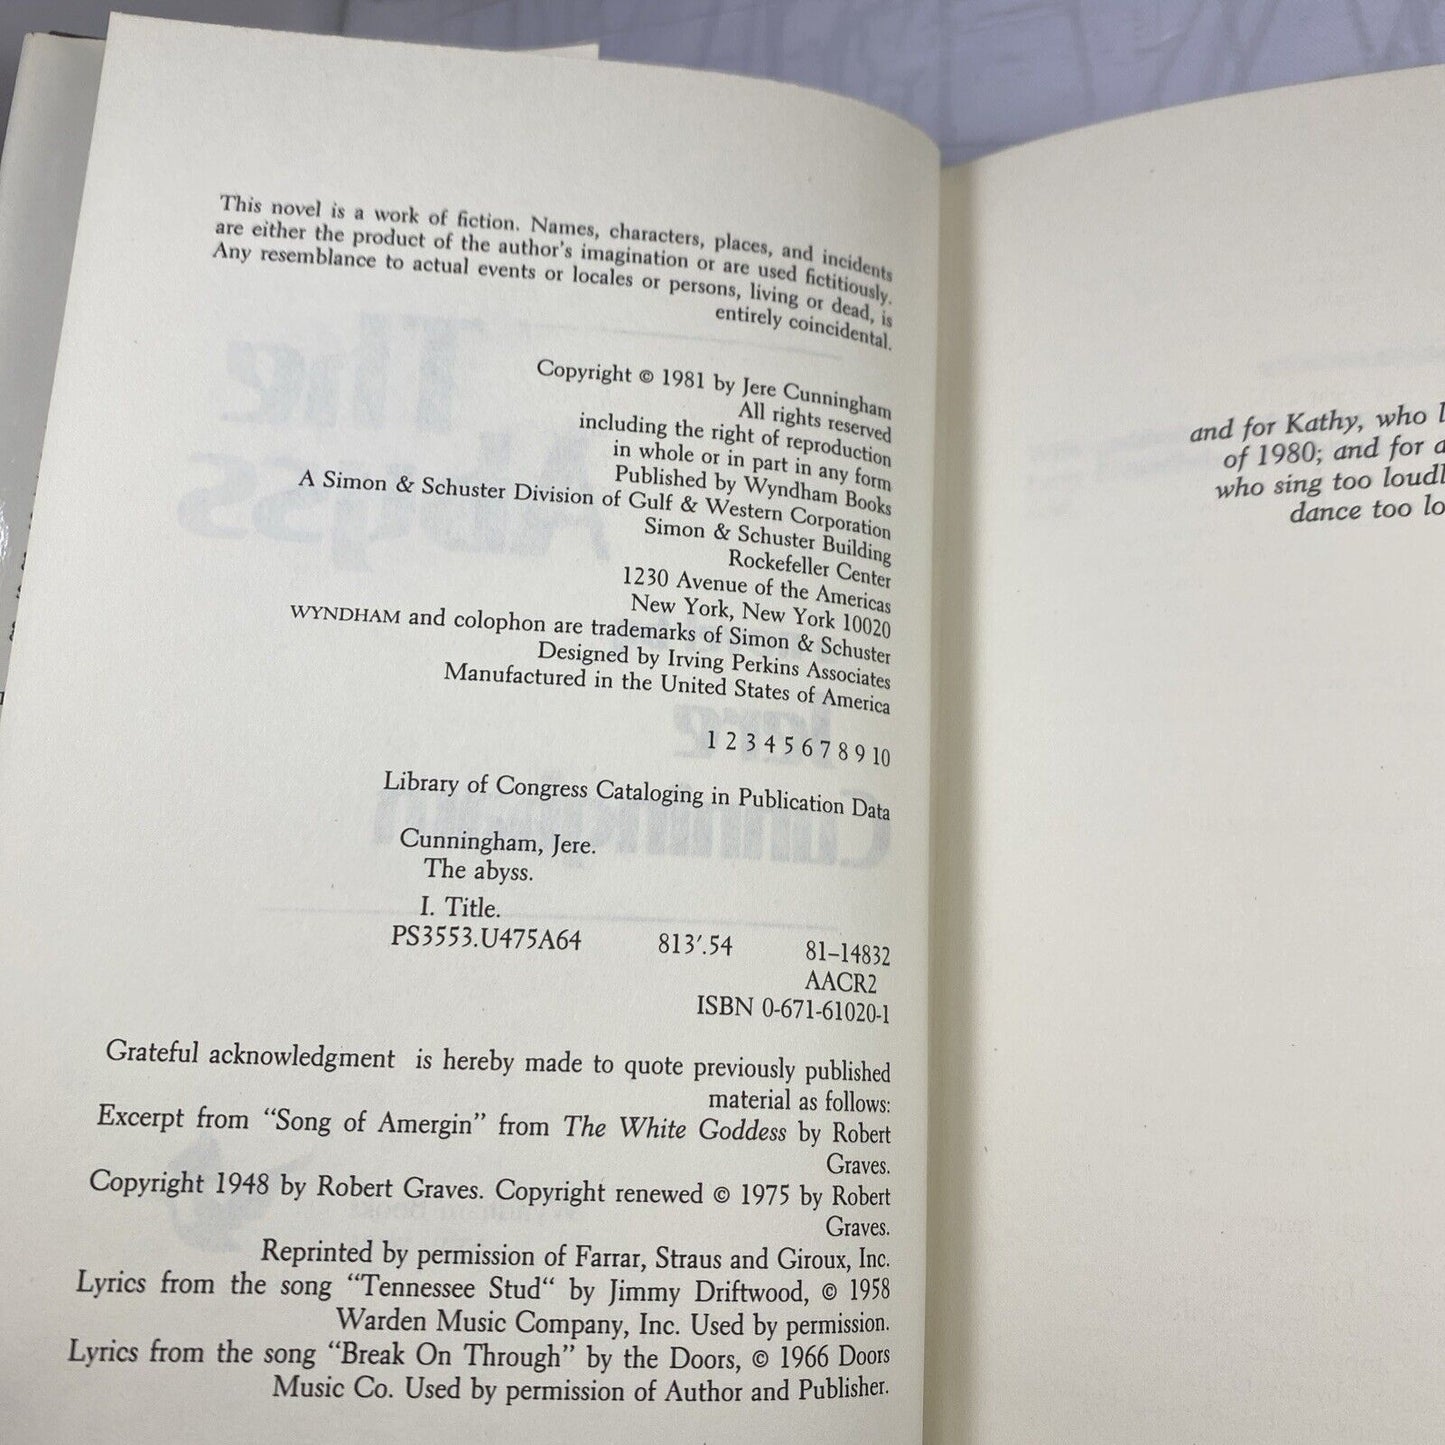 This novel is a work of fiction. Names, characters, places, and incidents
are either the product of the author's imagination or are used fictitiously.
Any resemblance to actual events or locales or persons, living or dead, is
entirely coincidental.
Copyright © 1981 by Jere Cunningham
All rights reserved
including the right of reproduction
in whole or in part in any form
Published by Wyndham Books
A Simon & Schuster Division of Gulf & Western Corporation
Simon & Schuster Building
Rockefeller Center
1230 Avenue of the Americas
New York, New York 10020
WYNDHAM and colophon are trademarks of Simon & Schuster
Designed by Irving Perkins Associates
Manufactured in the United States of America
1 2 3 4 5 6 7 8 9 10
Library of Congress Cataloging in Publication Data
Cunningham, Jere.
The abyss.
I. Title.
PS3553.U475A64 813′.54 81–14832
AACR2
ISBN 0-671-61020-1
Grateful acknowledgment is hereby made to quote previously published
material as follows:
Excerpt from “Song of Amergin” from The White Goddess by Robert
Graves.
Copyright 1948 by Robert Graves. Copyright renewed © 1975 by Robert
Graves.
Reprinted by permission of Farrar, Straus and Giroux, Inc.
Lyrics from the song “Tennessee Stud“ by Jimmy Driftwood, © 1958
Warden Music Company, Inc. Used by permission.
Lyrics from the song “Break On Through” by the Doors, © 1966 Doors
Music Co. Used by permission of Author and Publisher.
and for Kathy, who
of 1980; and for
who sing too
dance too